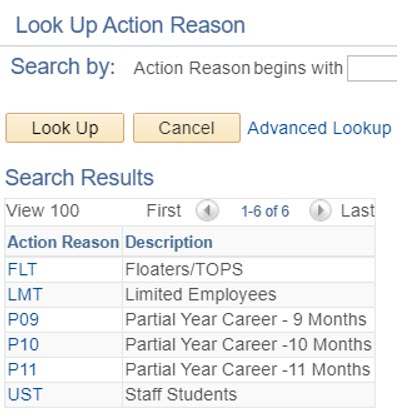 Look Up Action Reason
Search by: Action Reason begins with
Look Up Cancel Advanced Lookup
Search Results
View 100 First 1-6 of 6 Last
Action Reason Description
FLT Floaters/TOPS
LMT Limited Employees
P09 Partial Year Career - 9 Months
P10 Partial Year Career -10 Months
P11 Partial Year Career -11 Months
UST Staff Students